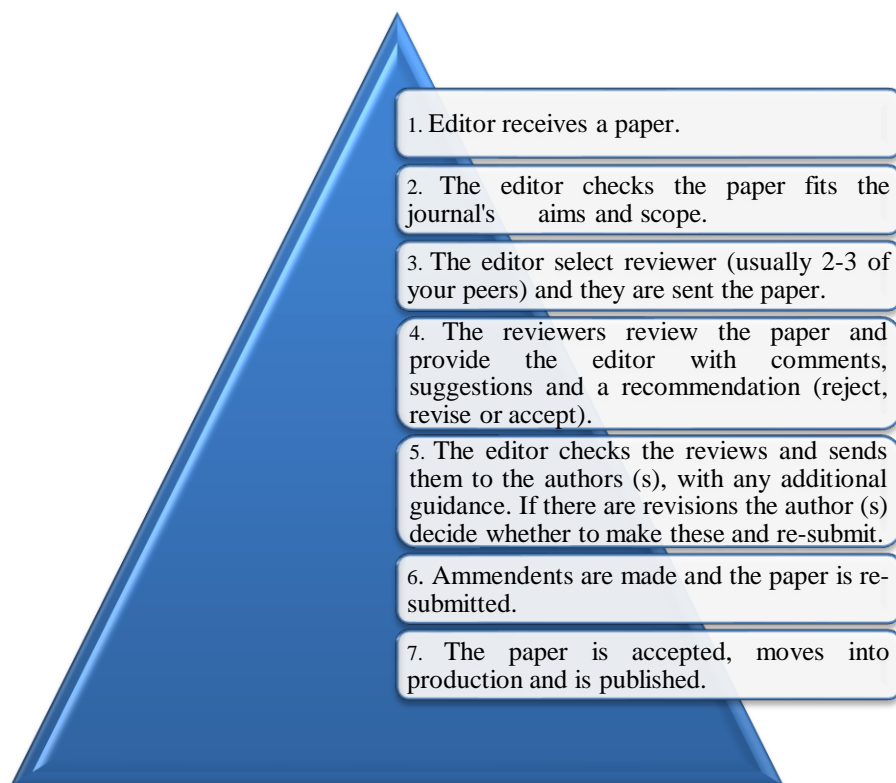 1. Editor receives a paper.
2. The editor checks the paper fits the
journal's aims and scope.
3. The editor select reviewer (usually 2-3 of
your peers) and they are sent the paper.
4. The reviewers review the paper and
provide the editor with comments,
suggestions and a recommendation (reject,
revise or accept).
5. The editor checks the reviews and sends
them to the authors (s), with any additional
guidance. If there are revisions the author (s)
decide whether to make these and re-submit.
6. Ammendents are made and the paper is re-
submitted.
7. The paper is accepted, moves into
production and is published.